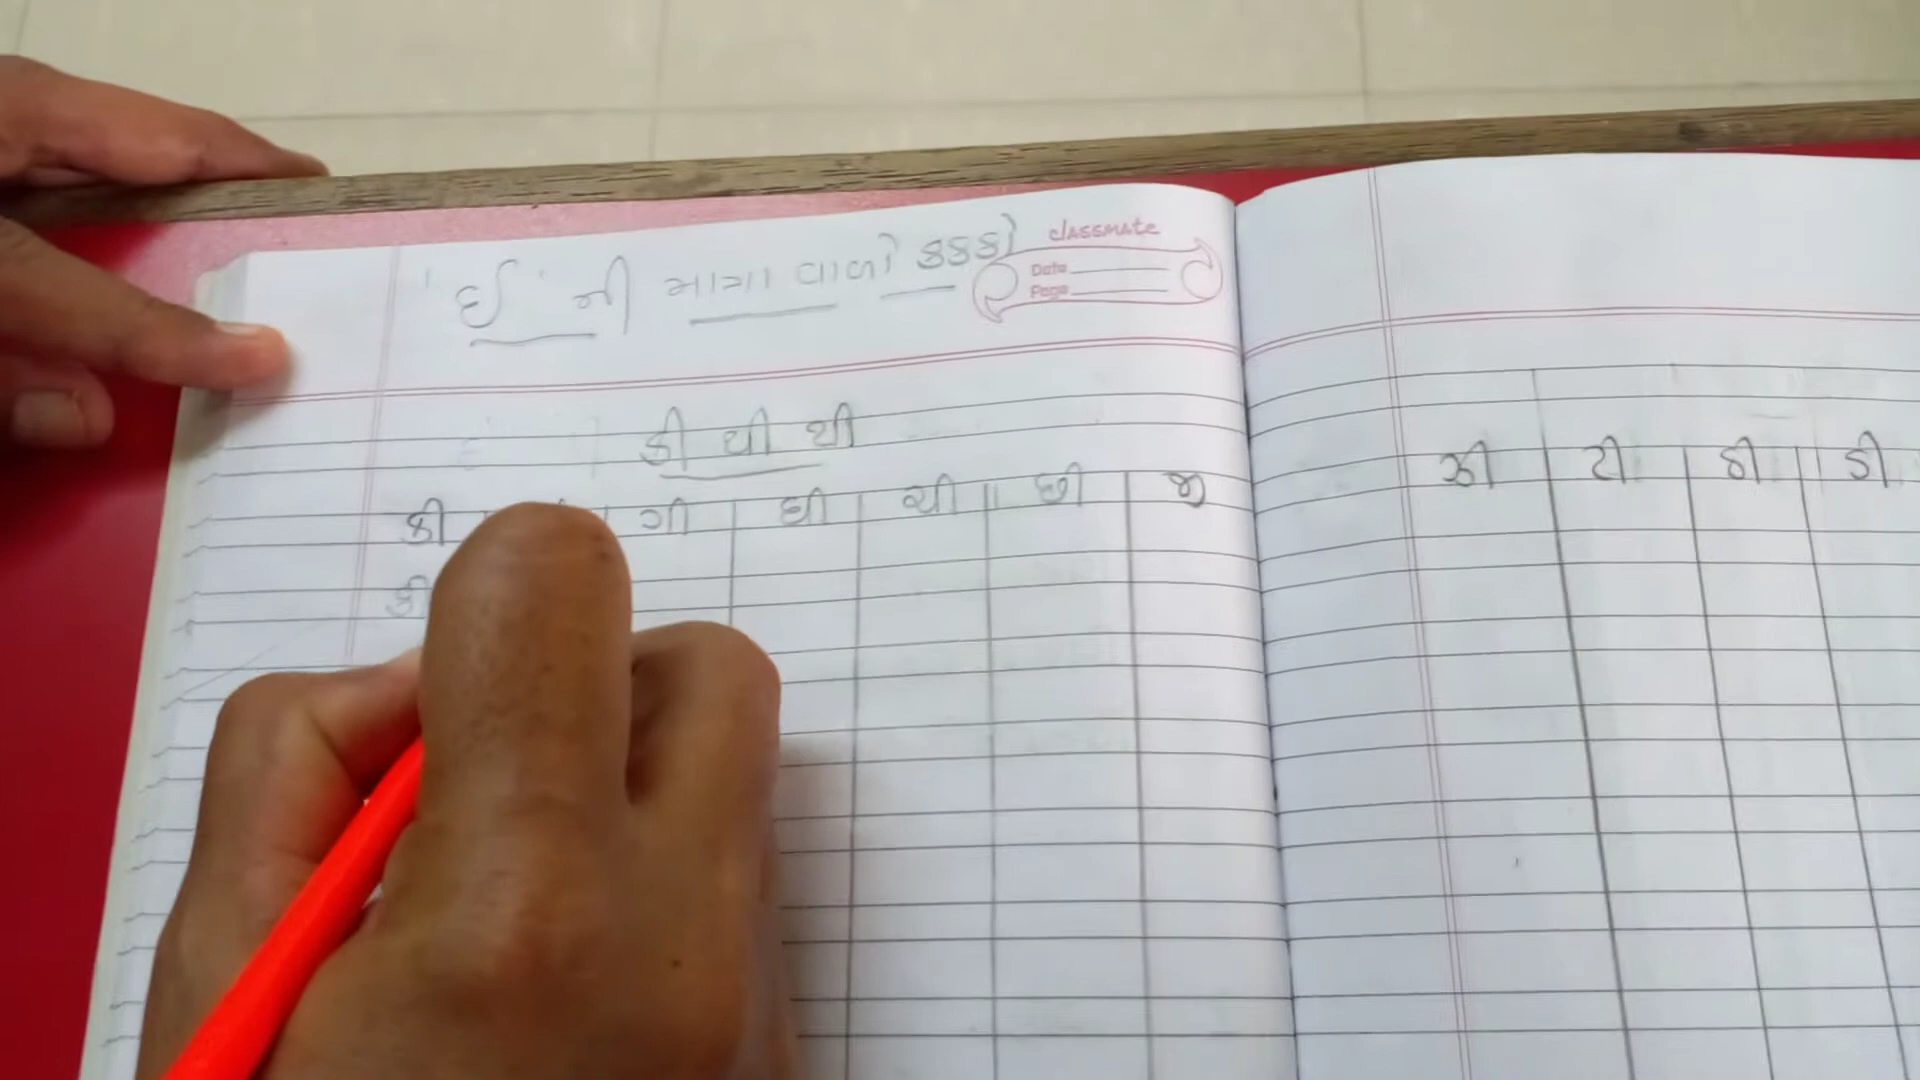 'ઈ' ની માત્રા વાળો કક્કો
classmate
Date
Page
કી થી થી
કી ગી ઘી ચી છી જી
કી
ઝી ટી ઠી ડી